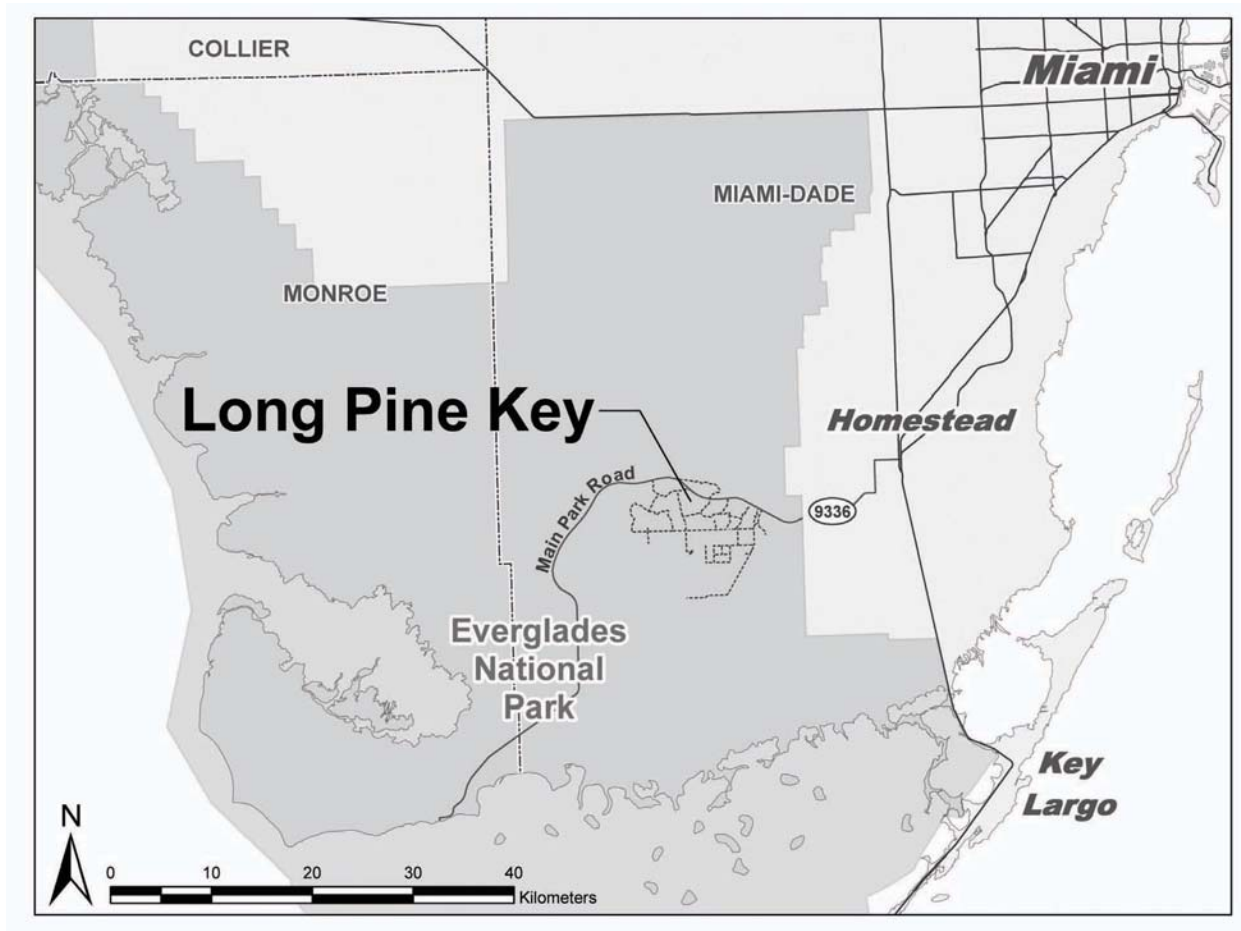 COLLIER
Miami
MIAMI-DADE
MONROE
Long Pine Key
Homestead
Main Park Road
9336
Everglades
National
Park
Key
Largo
N
0 10 20 30 40
Kilometers